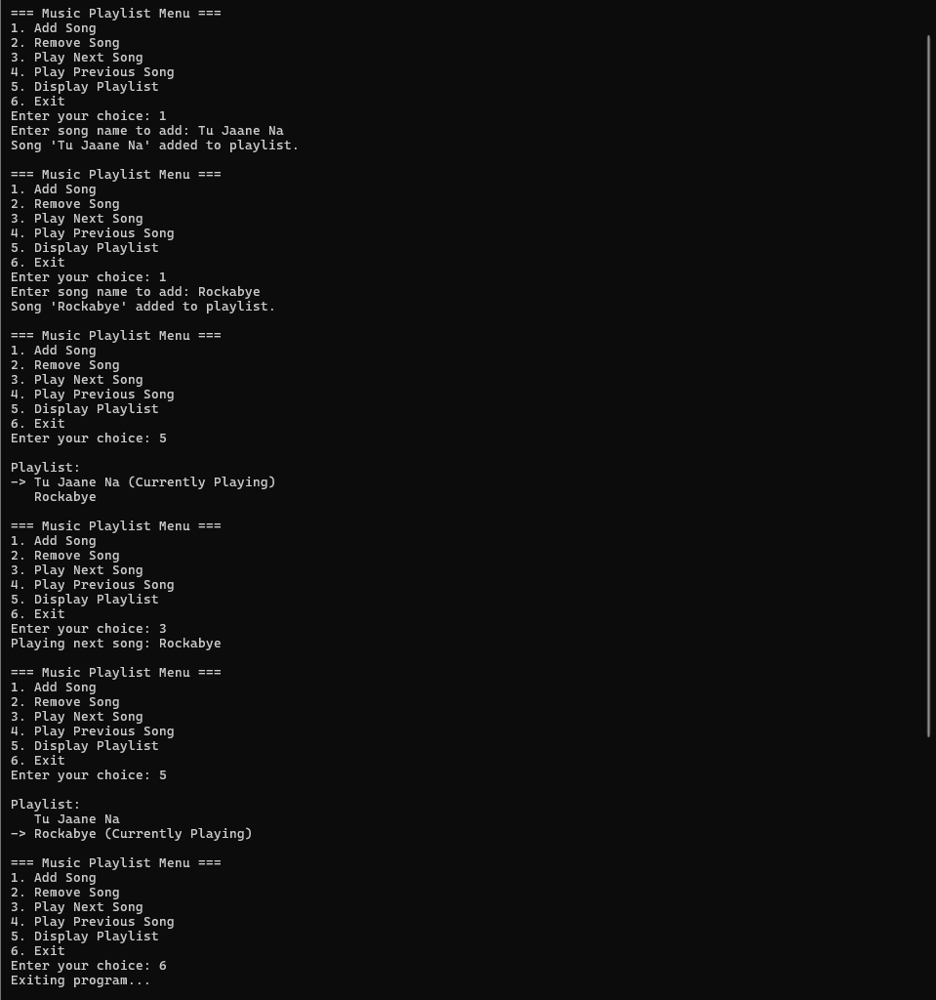 === Music Playlist Menu ===
1. Add Song
2. Remove Song
3. Play Next Song
4. Play Previous Song
5. Display Playlist
6. Exit
Enter your choice: 1
Enter song name to add: Tu Jaane Na
Song 'Tu Jaane Na' added to playlist.

=== Music Playlist Menu ===
1. Add Song
2. Remove Song
3. Play Next Song
4. Play Previous Song
5. Display Playlist
6. Exit
Enter your choice: 1
Enter song name to add: Rockabye
Song 'Rockabye' added to playlist.

=== Music Playlist Menu ===
1. Add Song
2. Remove Song
3. Play Next Song
4. Play Previous Song
5. Display Playlist
6. Exit
Enter your choice: 5

Playlist:
-> Tu Jaane Na (Currently Playing)
   Rockabye

=== Music Playlist Menu ===
1. Add Song
2. Remove Song
3. Play Next Song
4. Play Previous Song
5. Display Playlist
6. Exit
Enter your choice: 3
Playing next song: Rockabye

=== Music Playlist Menu ===
1. Add Song
2. Remove Song
3. Play Next Song
4. Play Previous Song
5. Display Playlist
6. Exit
Enter your choice: 5

Playlist:
   Tu Jaane Na
-> Rockabye (Currently Playing)

=== Music Playlist Menu ===
1. Add Song
2. Remove Song
3. Play Next Song
4. Play Previous Song
5. Display Playlist
6. Exit
Enter your choice: 6
Exiting program...